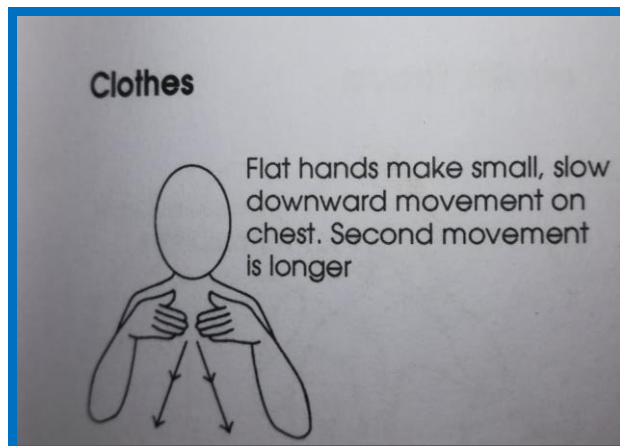 Clothes
Flat hands make small, slow
downward movement on
chest. Second movement
is longer